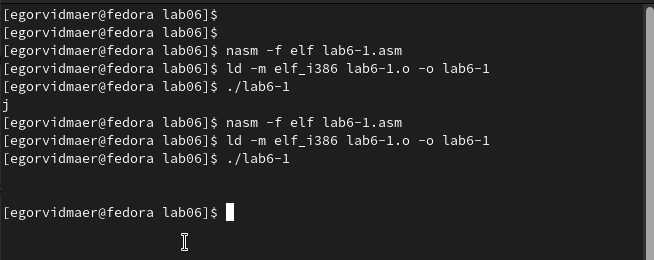 [egorvidmaer@fedora lab06]$
[egorvidmaer@fedora lab06]$
[egorvidmaer@fedora lab06]$ nasm -f elf lab6-1.asm
[egorvidmaer@fedora lab06]$ ld -m elf_i386 lab6-1.o -o lab6-1
[egorvidmaer@fedora lab06]$ ./lab6-1
j
[egorvidmaer@fedora lab06]$ nasm -f elf lab6-1.asm
[egorvidmaer@fedora lab06]$ ld -m elf_i386 lab6-1.o -o lab6-1
[egorvidmaer@fedora lab06]$ ./lab6-1
[egorvidmaer@fedora lab06]$